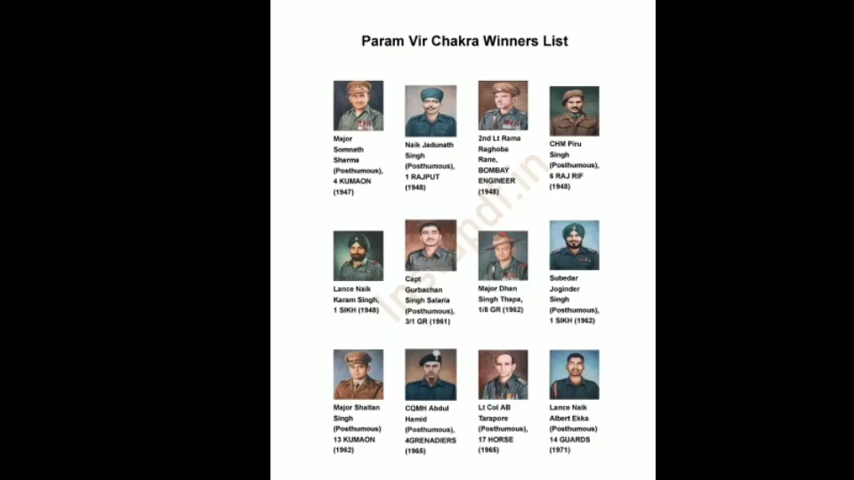 Param Vir Chakra Winners List
Major
Somnath
Sharma
(Posthumous),
4 KUMAON
(1947)
Naik Jadunath
Singh
(Posthumous),
1 RAJPUT
(1948)
2nd Lt Rama
Raghoba
Rane,
BOMBAY
ENGINEER
(1948)
CHM Piru
Singh
(Posthumous),
6 RAJ RIF
(1948)
Lance Naik
Karam Singh,
1 SIKH (1948)
Capt
Gurbachan
Singh Salaria
(Posthumous),
3/1 GR (1961)
Major Dhan
Singh Thapa,
1/8 GR (1962)
Subedar
Joginder
Singh
(Posthumous),
1 SIKH (1962)
Major Shaitan
Singh
(Posthumous)
13 KUMAON
(1962)
CQMH Abdul
Hamid
(Posthumous),
4GRENADIERS
(1965)
Lt Col AB
Tarapore
(Posthumous),
17 HORSE
(1965)
Lance Naik
Albert Ekka
(Posthumous)
14 GUARDS
(1971)